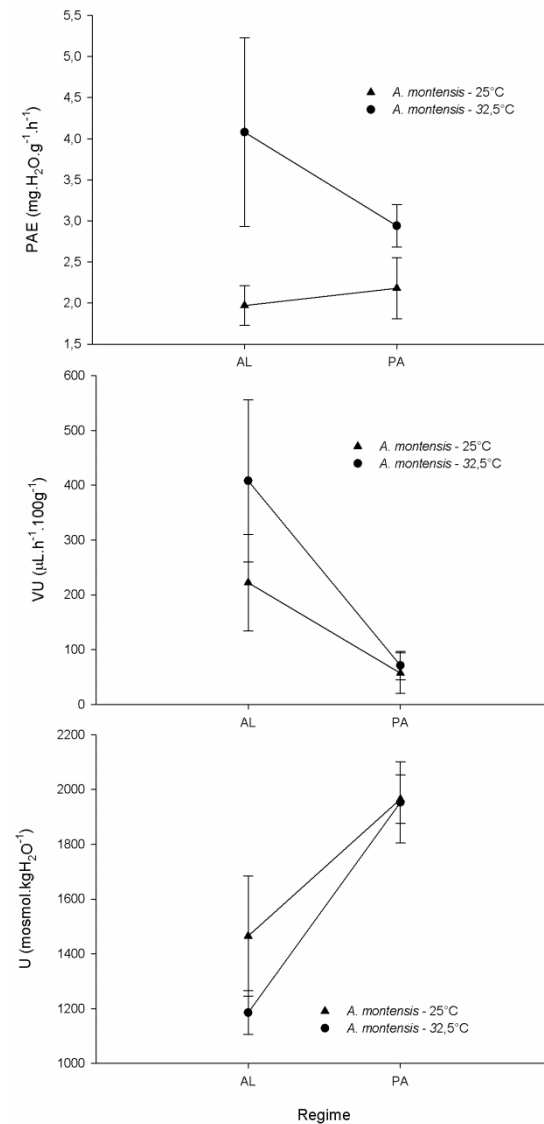 5,5
5,0
4,5
4,0
3,5
3,0
2,5
2,0
1,5
PAE (mg.H₂O.g⁻¹.h⁻¹)
A. montensis - 25°C
A. montensis - 32,5°C
AL PA
600
500
400
300
200
100
0
VU (μL.h⁻¹.100g⁻¹)
A. montensis - 25°C
A. montensis - 32,5°C
AL PA
2200
2000
1800
1600
1400
1200
1000
U (mosmol.kgH₂O⁻¹)
A. montensis - 25°C
A. montensis - 32,5°C
AL PA
Regime